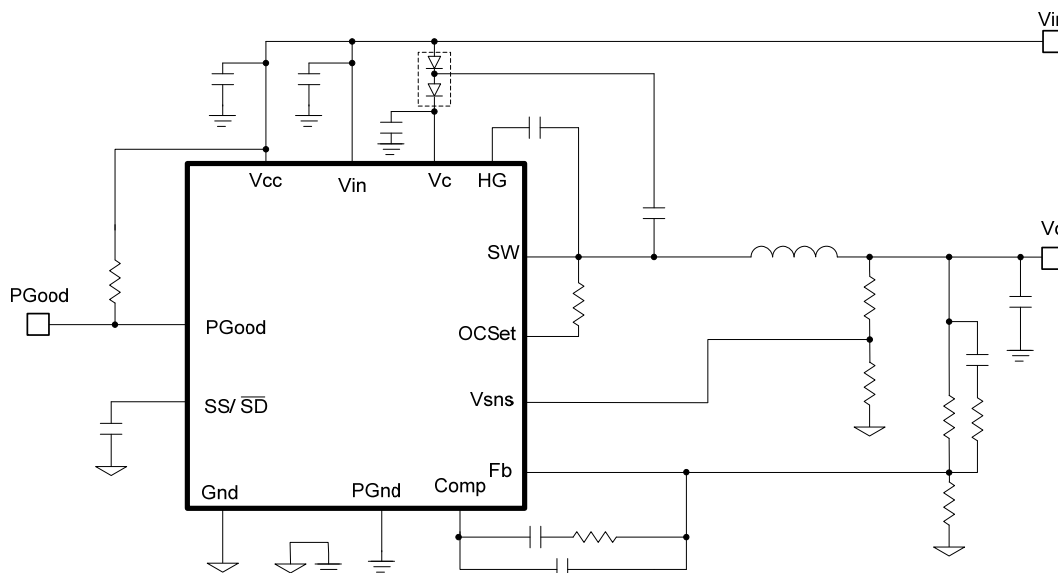 Vcc
Vin
Vc
HG
SW
PGood
PGood
OCSet
SS/ SD
Vsns
Fb
Gnd
PGnd
Comp